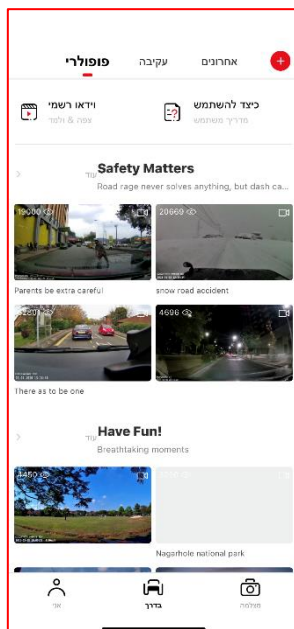 פופולרי עקיבה אחרונים
וידאו רשמי
צפה & ולמד
כיצד להשתמש
מדריך משתמש
Safety Matters
עוד
Road rage never solves anything, but dash ca...
19000
20669
Parents be extra careful
snow road accident
4696
There as to be one
Have Fun!
עוד
Breathtaking moments
4450
Nagarhole national park
אני
בדרך
מצלמה